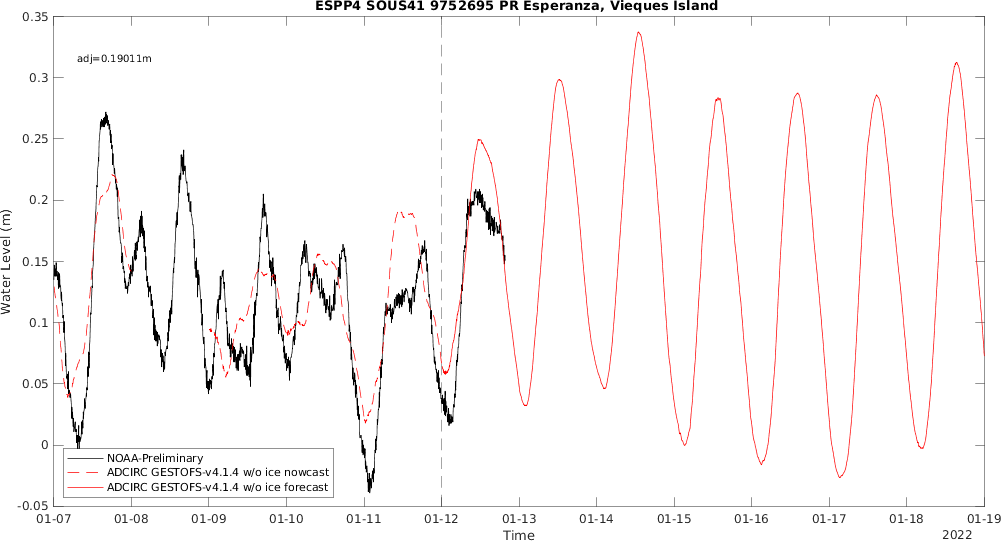 ESPP4 SOUS41 9752695 PR Esperanza, Vieques Island
adj=0.19011m
0.35
0.3
0.25
0.2
0.15
0.1
0.05
0
-0.05
Water Level (m)
NOAA-Preliminary
ADCIRC GESTOFS-v4.1.4 w/o ice nowcast
ADCIRC GESTOFS-v4.1.4 w/o ice forecast
01-07 01-08 01-09 01-10 01-11 01-12 01-13 01-14 01-15 01-16 01-17 01-18 01-19
Time
2022